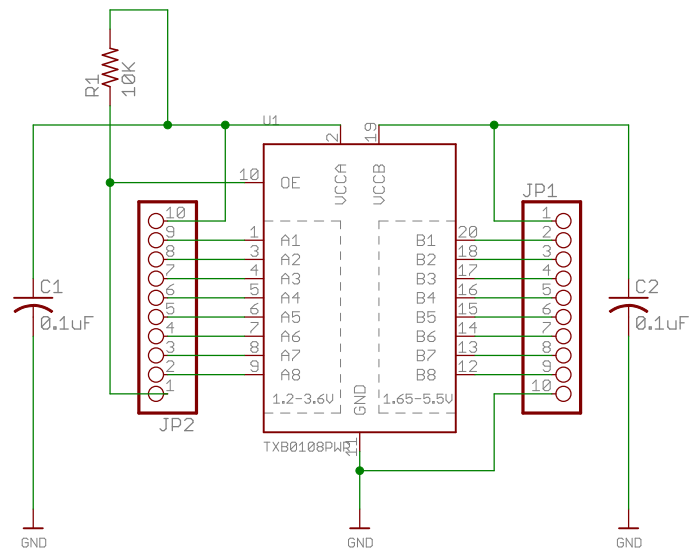 R1
10K
U1
2
19
10
OE
VCCA
VCCB
JP1
10
9
8
7
6
5
4
3
2
1
1
3
4
5
6
7
8
9
A1
A2
A3
A4
A5
A6
A7
A8
B1
B2
B3
B4
B5
B6
B7
B8
20
18
17
16
15
14
13
12
1
2
3
4
5
6
7
8
9
10
C1
0.1uF
C2
0.1uF
1.2-3.6V
GND
1.65-5.5V
JP2
TXB0108PWR
11
GND
GND
GND